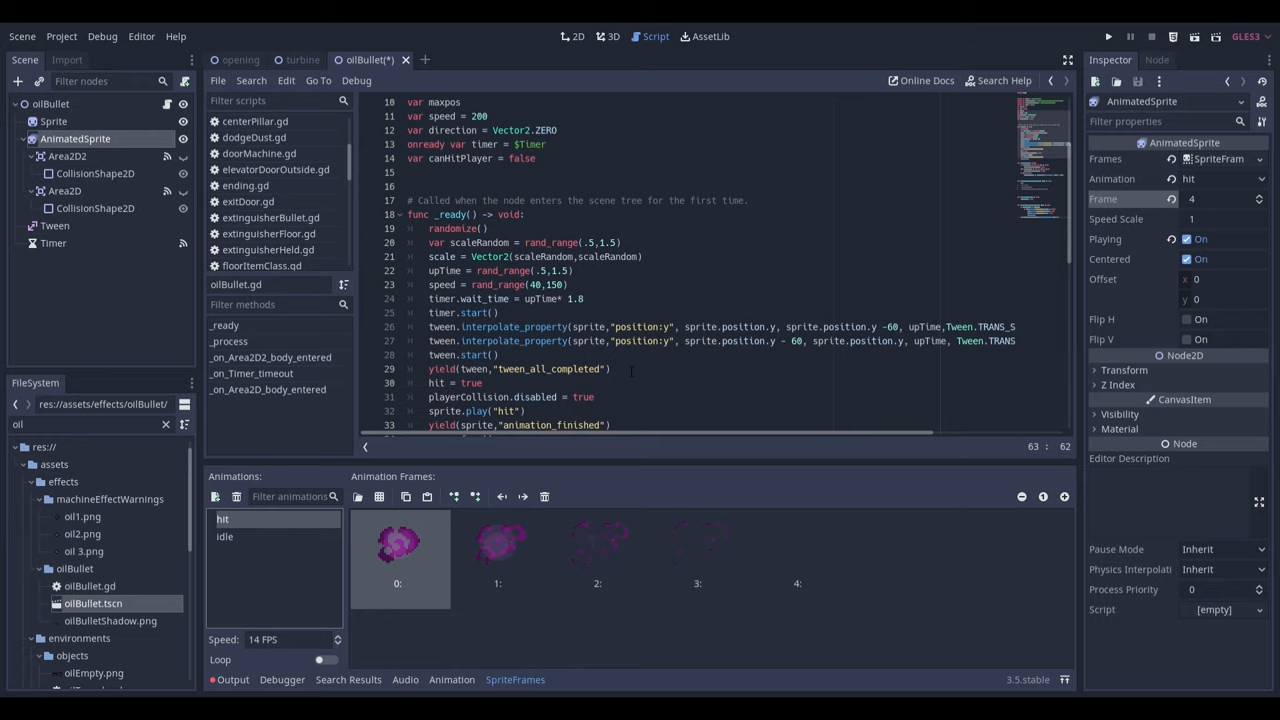 Scene Project Debug Editor Help
2D 3D Script AssetLib
GLES3
Scene Import
Filter nodes
oilBullet
Sprite
AnimatedSprite
Area2D2
CollisionShape2D
Area2D
CollisionShape2D
Tween
Timer
FileSystem
res://assets/effects/oilBullet/
oil
res://
assets
effects
machineEffectWarnings
oil1.png
oil2.png
oil 3.png
oilBullet
oilBullet.gd
oilBullet.tscn
oilBulletShadow.png
environments
objects
oilEmpty.png
opening turbine oilBullet(*)
File Search Edit Go To Debug
Online Docs Search Help
Filter scripts
centerPillar.gd
dodgeDust.gd
doorMachine.gd
elevatorDoorOutside.gd
ending.gd
exitDoor.gd
extinguisherBullet.gd
extinguisherFloor.gd
extinguisherHeld.gd
floorItemClass.gd
oilBullet.gd
Filter methods
_ready
_process
_on_Area2D2_body_entered
_on_Timer_timeout
_on_Area2D_body_entered
10 var maxpos
11 var speed = 200
12 var direction = Vector2.ZERO
13 onready var timer = $Timer
14 var canHitPlayer = false
15
16
17 # Called when the node enters the scene tree for the first time.
18 func _ready() -> void:
19 randomize()
20 var scaleRandom = rand_range(.5,1.5)
21 scale = Vector2(scaleRandom,scaleRandom)
22 upTime = rand_range(.5,1.5)
23 speed = rand_range(40,150)
24 timer.wait_time = upTime* 1.8
25 timer.start()
26 tween.interpolate_property(sprite,"position:y", sprite.position.y, sprite.position.y -60, upTime,Tween.TRANS_S
27 tween.interpolate_property(sprite,"position:y", sprite.position.y - 60, sprite.position.y, upTime, Tween.TRANS
28 tween.start()
29 yield(tween,"tween_all_completed")
30 hit = true
31 playerCollision.disabled = true
32 sprite.play("hit")
33 yield(sprite,"animation_finished")
63 : 62
Animations:
Filter animations
hit
Idle
Speed: 14 FPS
Loop
Animation Frames:
0: 1: 2: 3: 4:
Output Debugger Search Results Audio Animation SpriteFrames
3.5.stable
Inspector Node
AnimatedSprite
Filter properties
AnimatedSprite
Frames SpriteFram
Animation hit
Frame 4
Speed Scale 1
Playing On
Centered On
Offset x 0
y 0
Flip H On
Flip V On
Node2D
Transform
Z Index
CanvasItem
Visibility
Material
Node
Editor Description
Pause Mode Inherit
Physics Interpolati Inherit
Process Priority 0
Script [empty]